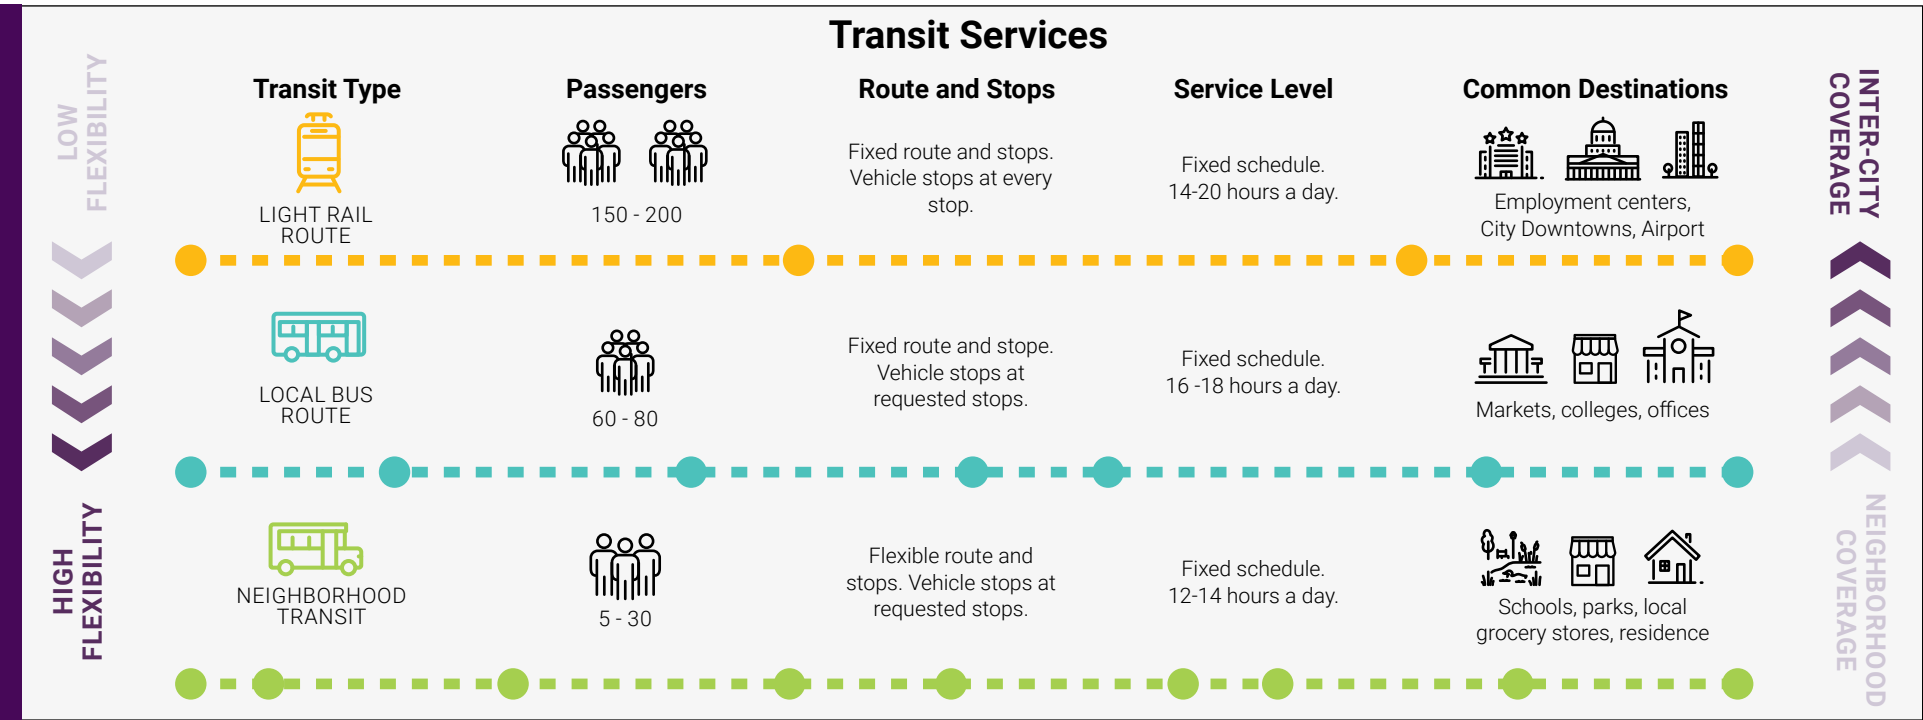 Transit Services
LOW
FLEXIBILITY
HIGH
FLEXIBILITY
Transit Type
Passengers
Route and Stops
Service Level
Common Destinations
LIGHT RAIL
ROUTE
150 - 200
Fixed route and stops.
Vehicle stops at every
stop.
Fixed schedule.
14-20 hours a day.
Employment centers,
City Downtowns, Airport
LOCAL BUS
ROUTE
60 - 80
Fixed route and stope.
Vehicle stops at
requested stops.
Fixed schedule.
16 -18 hours a day.
Markets, colleges, offices
NEIGHBORHOOD
TRANSIT
5 - 30
Flexible route and
stops. Vehicle stops at
requested stops.
Fixed schedule.
12-14 hours a day.
Schools, parks, local
grocery stores, residence
INTER-CITY
COVERAGE
NEIGHBORHOOD
COVERAGE